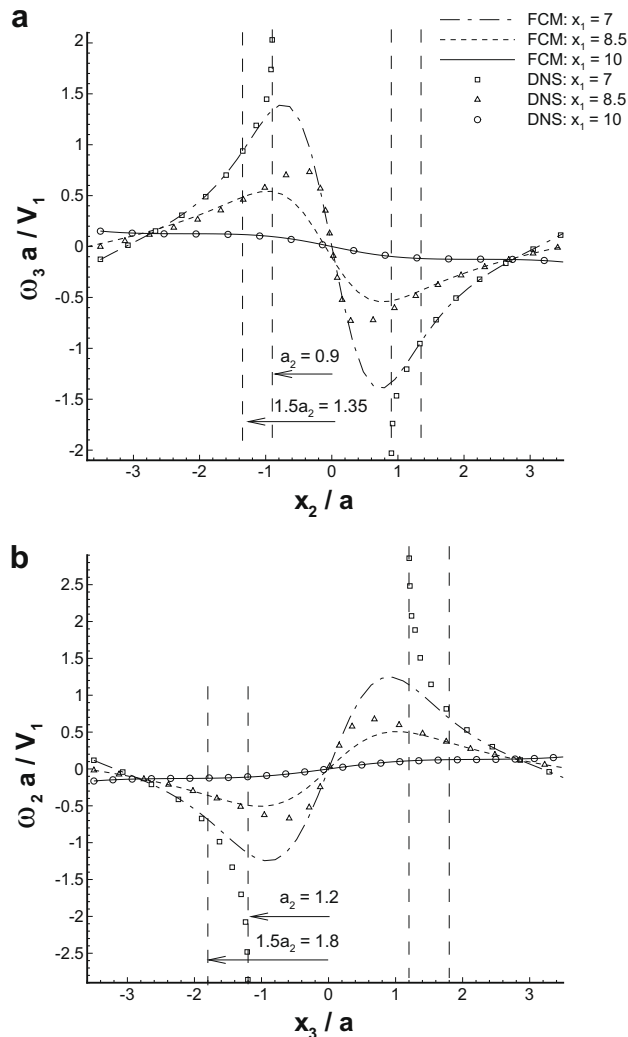 a
FCM: x₁ = 7
FCM: x₁ = 8.5
FCM: x₁ = 10
DNS: x₁ = 7
DNS: x₁ = 8.5
DNS: x₁ = 10
2
1.5
1
0.5
0
-0.5
-1
-1.5
-2
ω₃ a / V₁
a₂ = 0.9
1.5a₂ = 1.35
-3 -2 -1 0 1 2 3
x₂ / a
b
2.5
2
1.5
1
0.5
0
-0.5
-1
-1.5
-2
-2.5
ω₂ a / V₁
a₂ = 1.2
1.5a₂ = 1.8
-3 -2 -1 0 1 2 3
x₃ / a